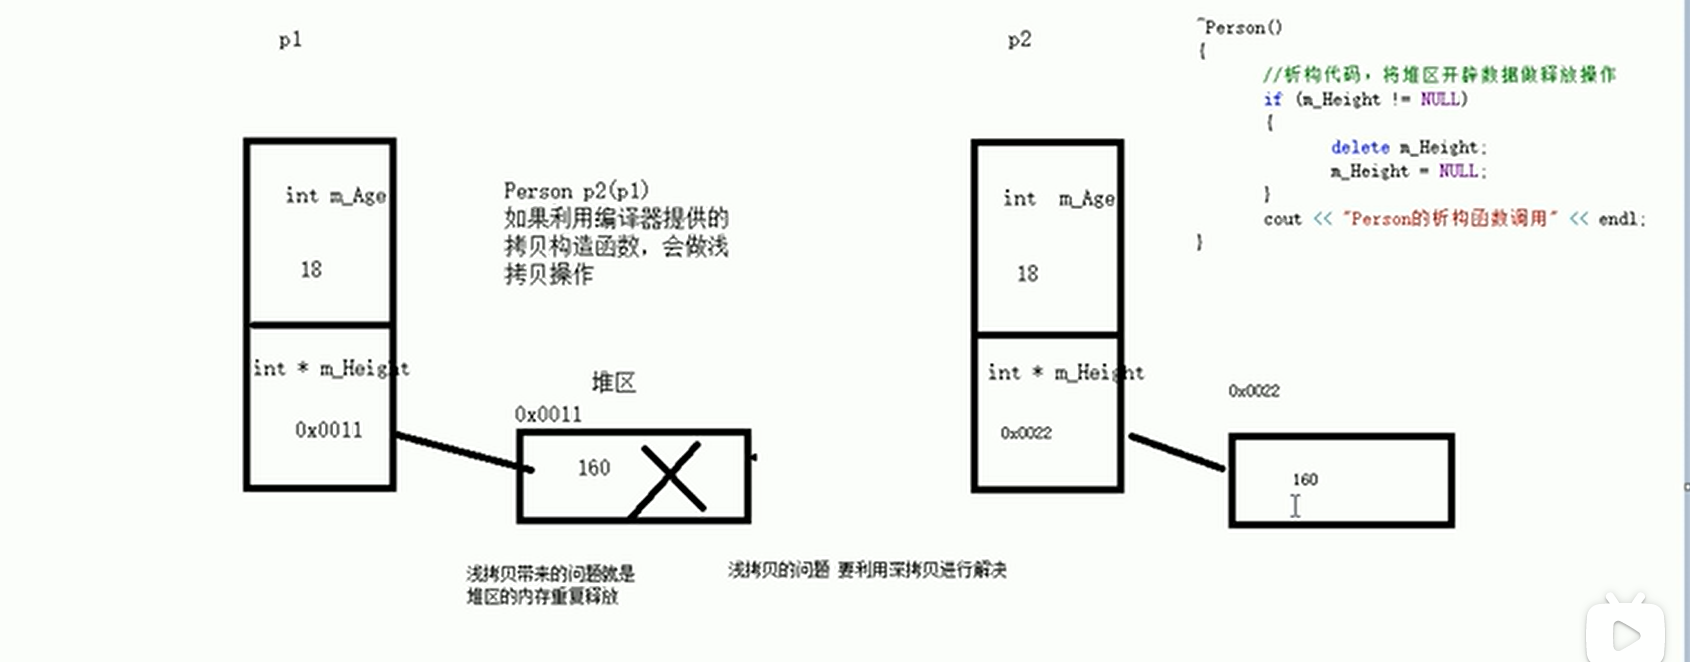 p1
int m_Age
18
int * m_Height
0x0011
Person p2(p1)
如果利用编译器提供的
拷贝构造函数，会做浅
拷贝操作
堆区
0x0011
160
浅拷贝带来的问题就是
堆区的内存重复释放
浅拷贝的问题 要利用深拷贝进行解决
p2
int  m_Age
18
int * m_Height
0x0022
0x0022
160
~Person()
{
//析构代码，将堆区开辟数据做释放操作
if (m_Height != NULL)
{
delete m_Height;
m_Height = NULL;
}
cout << "Person的析构函数调用" << endl;
}